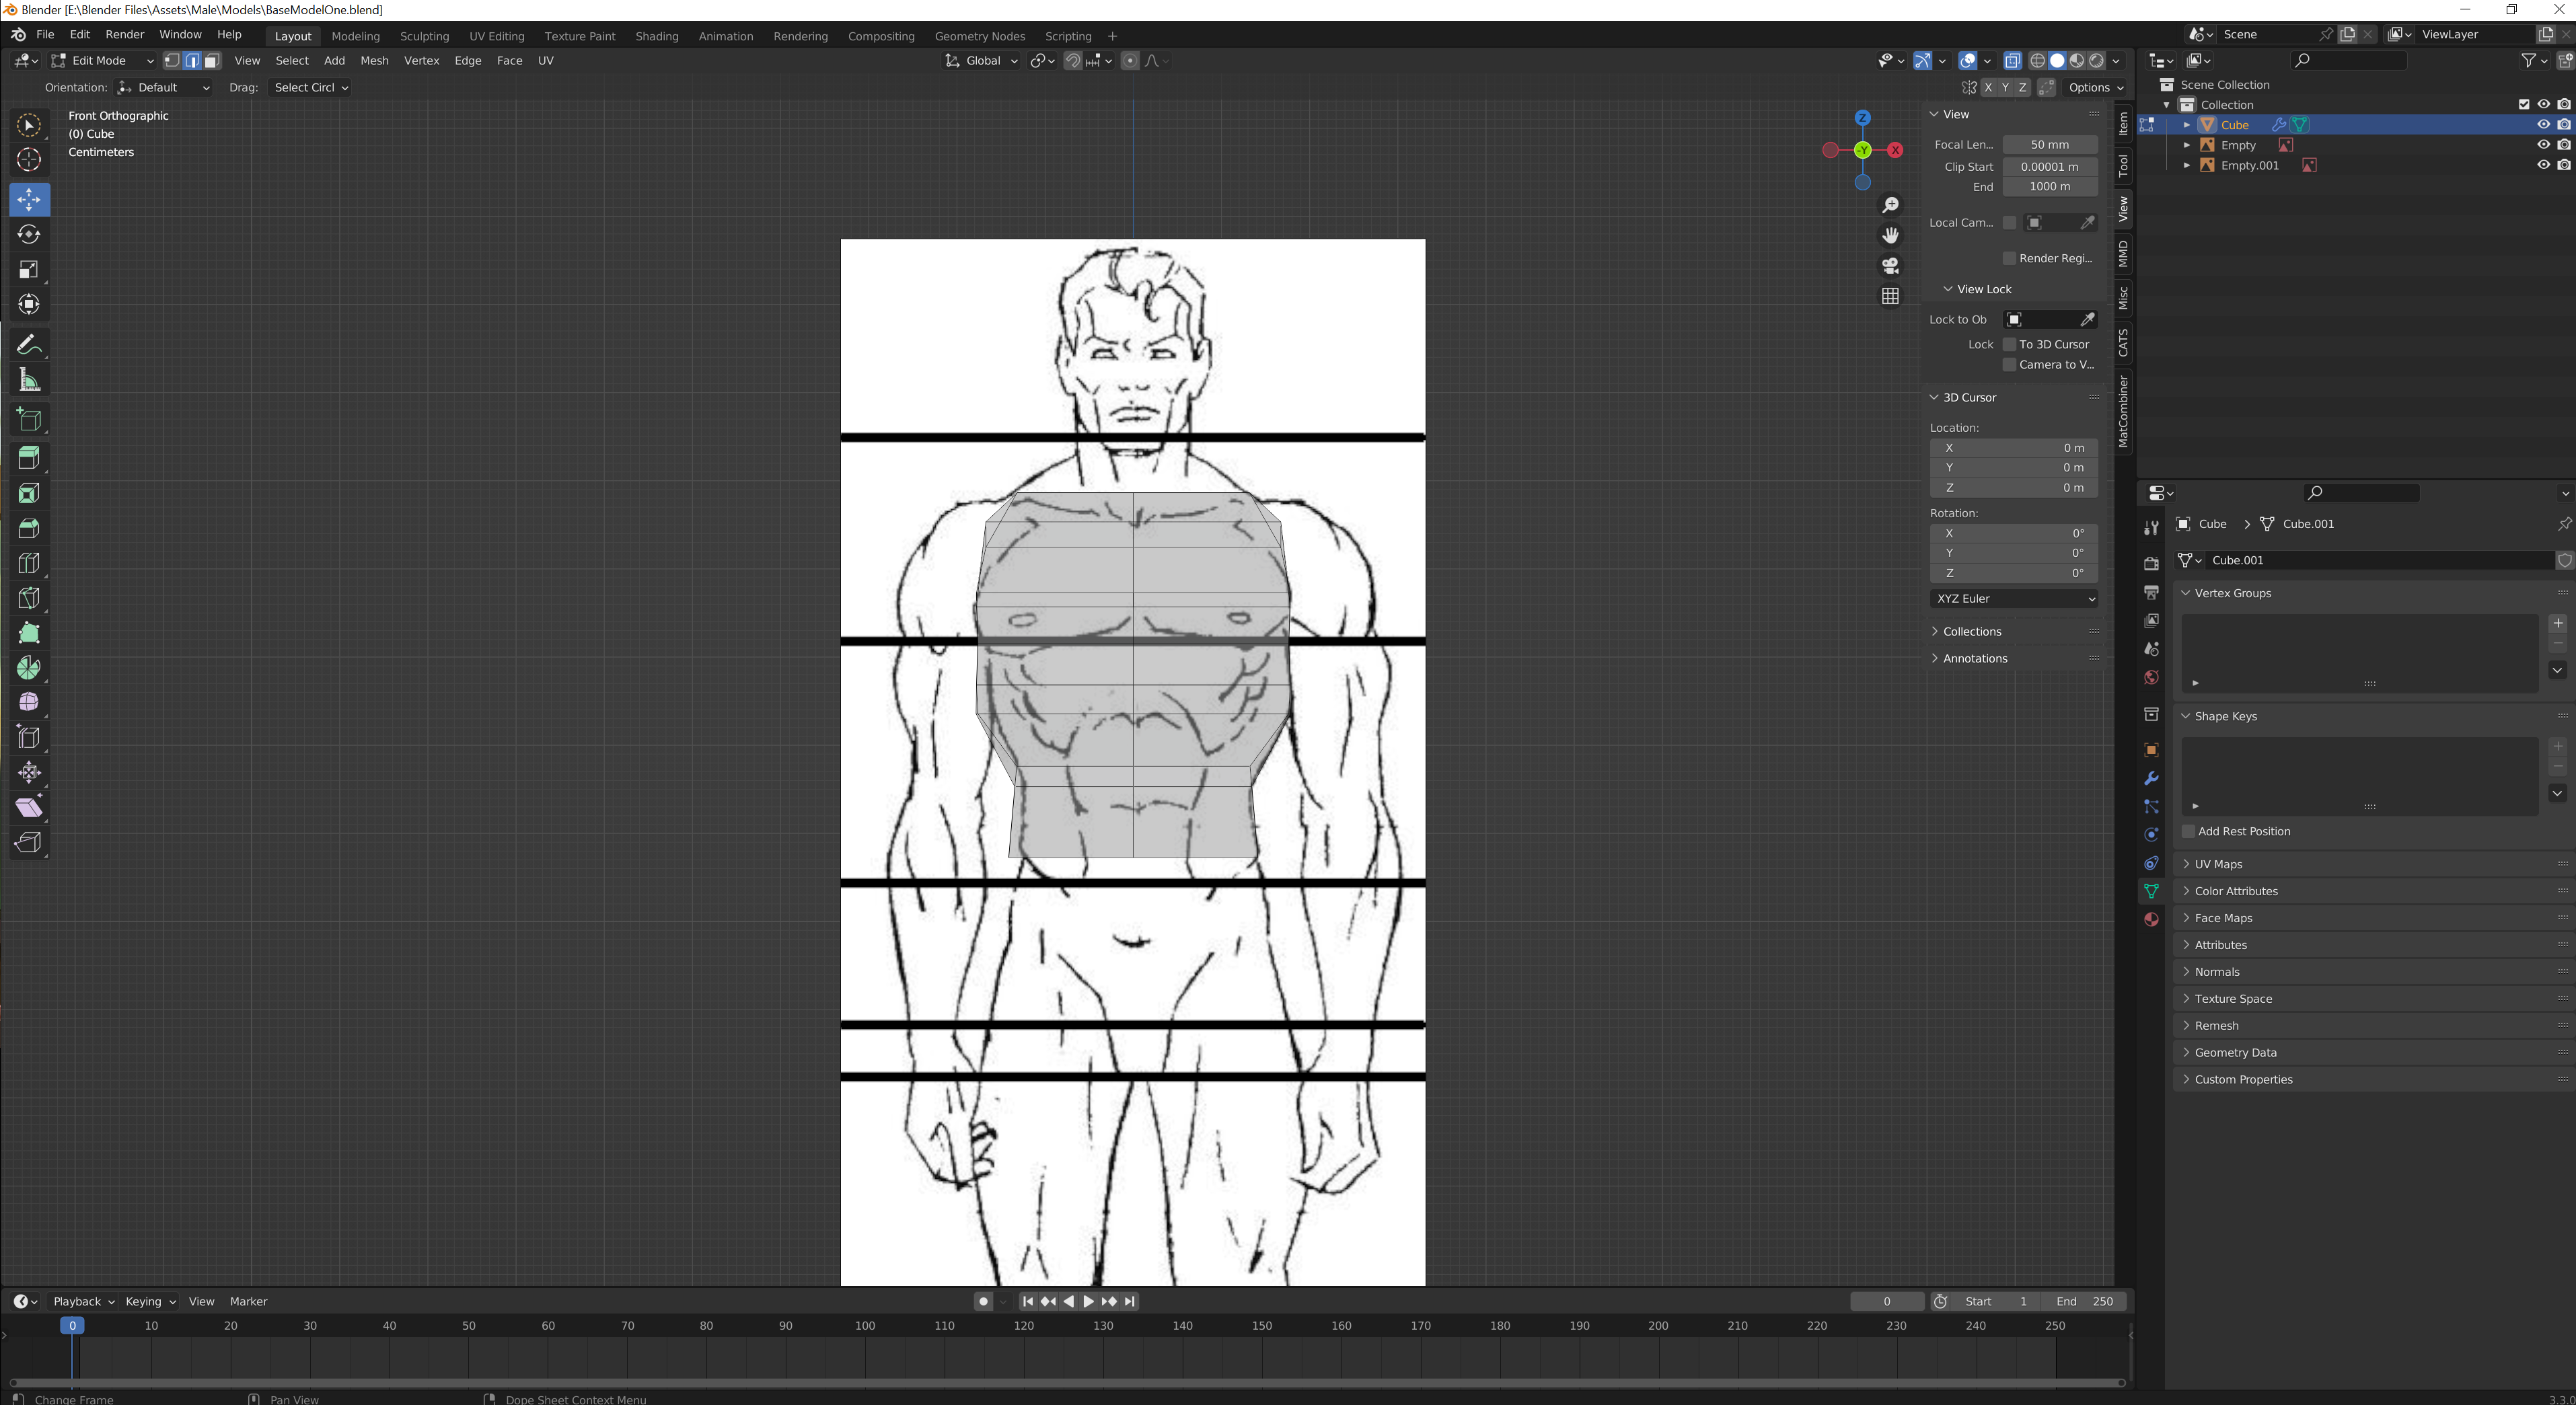 Blender [E:\Blender Files\Assets\Male\Models\BaseModelOne.blend]
File Edit Render Window Help Layout Modeling Sculpting UV Editing Texture Paint Shading Animation Rendering Compositing Geometry Nodes Scripting + Scene ViewLayer
Edit Mode View Select Add Mesh Vertex Edge Face UV Global
Orientation: Default Drag: Select Circl X Y Z Options
Front Orthographic
(0) Cube
Centimeters
Z
-Y
X
View
Focal Len... 50 mm
Clip Start 0.00001 m
End 1000 m
Local Cam...
Render Regi...
View Lock
Lock to Ob
Lock To 3D Cursor
Camera to V...
3D Cursor
Location:
X 0 m
Y 0 m
Z 0 m
Rotation:
X 0°
Y 0°
Z 0°
XYZ Euler
Collections
Annotations
Item
Tool
View
MMD
Misc
CATS
MatCombiner
Scene Collection
Collection
Cube
Empty
Empty.001
Cube > Cube.001
Cube.001
Vertex Groups
Shape Keys
Add Rest Position
UV Maps
Color Attributes
Face Maps
Attributes
Normals
Texture Space
Remesh
Geometry Data
Custom Properties
Playback Keying View Marker 0 Start 1 End 250
0 10 20 30 40 50 60 70 80 90 100 110 120 130 140 150 160 170 180 190 200 210 220 230 240 250
Change Frame Pan View Dope Sheet Context Menu 3.3.0